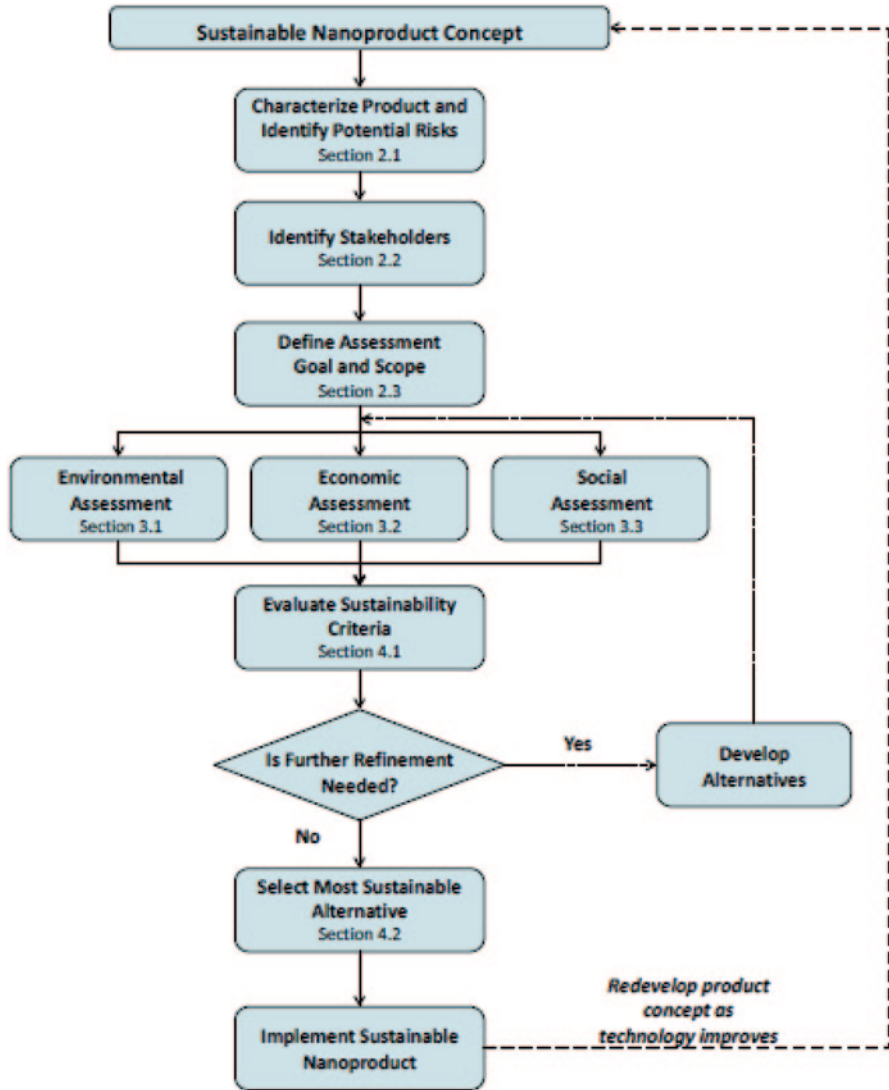 Sustainable Nanoproduct Concept
Characterize Product and
Identify Potential Risks
Section 2.1
Identify Stakeholders
Section 2.2
Define Assessment
Goal and Scope
Section 2.3
Environmental
Assessment
Section 3.1
Economic
Assessment
Section 3.2
Social
Assessment
Section 3.3
Evaluate Sustainability
Criteria
Section 4.1
Is Further Refinement
Needed?
Yes
Develop
Alternatives
No
Select Most Sustainable
Alternative
Section 4.2
Implement Sustainable
Nanoproduct
Redevelop product
concept as
technology improves